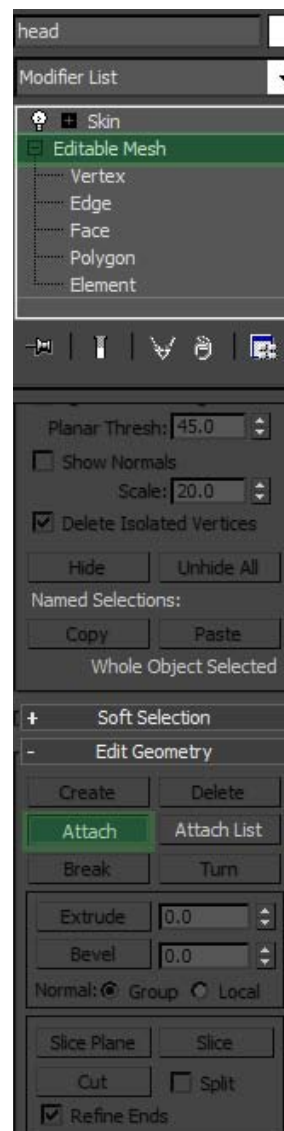 head
Modifier List
Skin
Editable Mesh
Vertex
Edge
Face
Polygon
Element
Planar Thresh: 45.0
Show Normals
Scale: 20.0
Delete Isolated Vertices
Hide Unhide All
Named Selections:
Copy Paste
Whole Object Selected
+ Soft Selection
- Edit Geometry
Create Delete
Attach Attach List
Break Turn
Extrude 0.0
Bevel 0.0
Normal: Group Local
Slice Plane Slice
Cut Split
Refine Ends